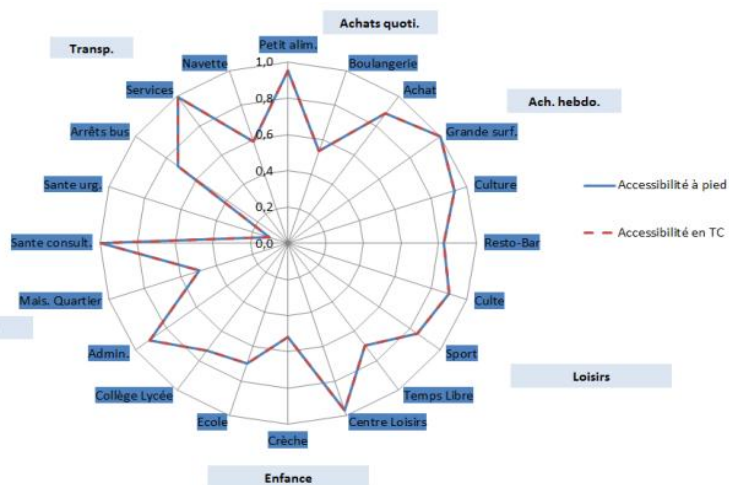 Achats quoti.
Transp.
Petit alim.
Navette
Boulangerie
1,0
Services
Achat
0,8
Ach. hebdo.
Arrêts bus
0,6
Grande surf.
0,4
Sante urg.
Culture
Accessibilité à pied
0,2
Sante consult.
0,0
Resto-Bar
Accessibilité en TC
Mais. Quartier
Culte
Admin.
Sport
Loisirs
Collège Lycée
Temps Libre
Ecole
Centre Loisirs
Crèche
Enfance